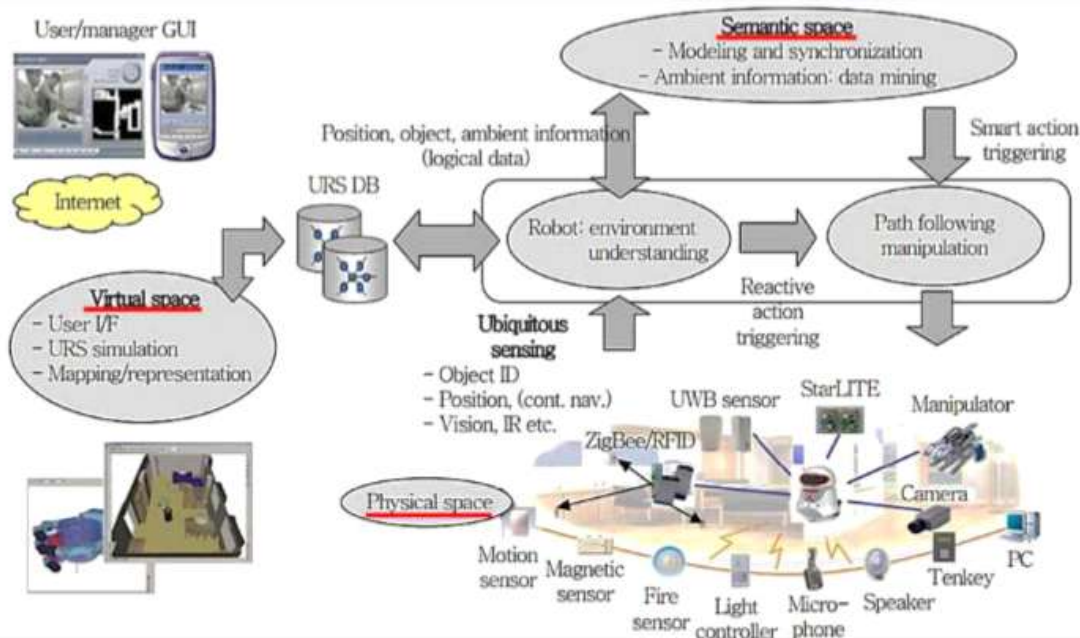 User/manager GUI
Semantic space
- Modeling and synchronization
- Ambient information: data mining
Position, object, ambient information
(logical data)
Smart action
triggering
Internet
URS DB
Robot: environment
understanding
Path following
manipulation
Virtual space
- User I/F
- URS simulation
- Mapping/representation
Reactive
action
triggering
Ubiquitous
sensing
- Object ID
- Position, (cont. nav.)
- Vision, IR etc.
UWB sensor
StarLITE
Manipulator
ZigBee/RFID
Physical space
Camera
Motion
sensor
Magnetic
sensor
Fire
sensor
Light
controller
Micro-
phone
Speaker
Tenkey
PC